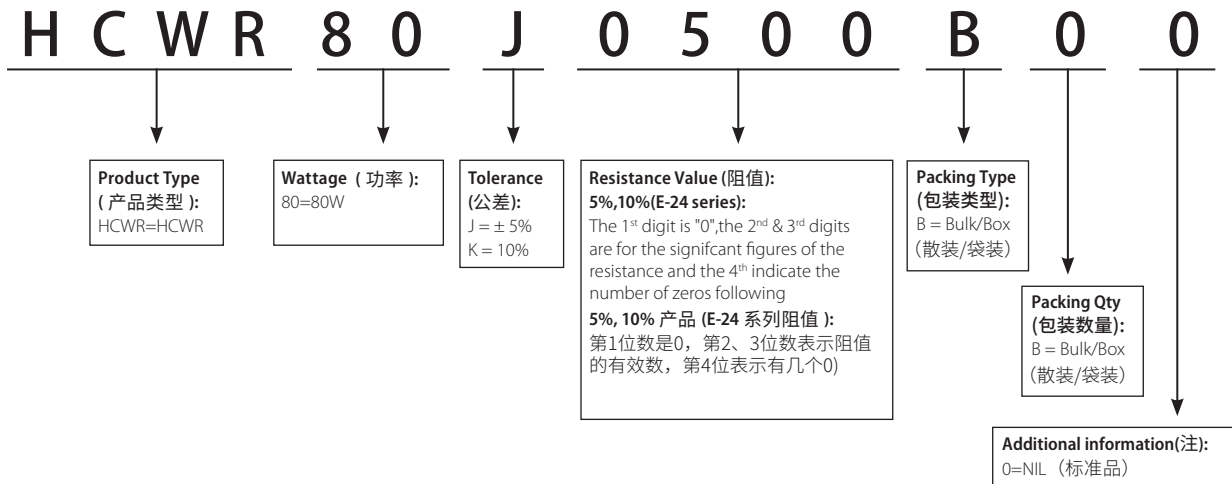 H C W R 8 0 J 0 5 0 0 B 0 0
Product Type
( 产品类型 ):
HCWR=HCWR
Wattage ( 功率 ):
80=80W
Tolerance
(公差):
J = ± 5%
K = 10%
Resistance Value (阻值):
5%,10%(E-24 series):
The 1st digit is "0",the 2nd & 3rd digits
are for the signifcant figures of the
resistance and the 4th indicate the
number of zeros following
5%, 10% 产品 (E-24 系列阻值 ):
第1位数是0，第2、3位数表示阻值
的有效数，第4位表示有几个0)
Packing Type
(包装类型):
B = Bulk/Box
（散装/袋装）
Packing Qty
(包装数量):
B = Bulk/Box
（散装/袋装）
Additional information(注):
0=NIL（标准品）